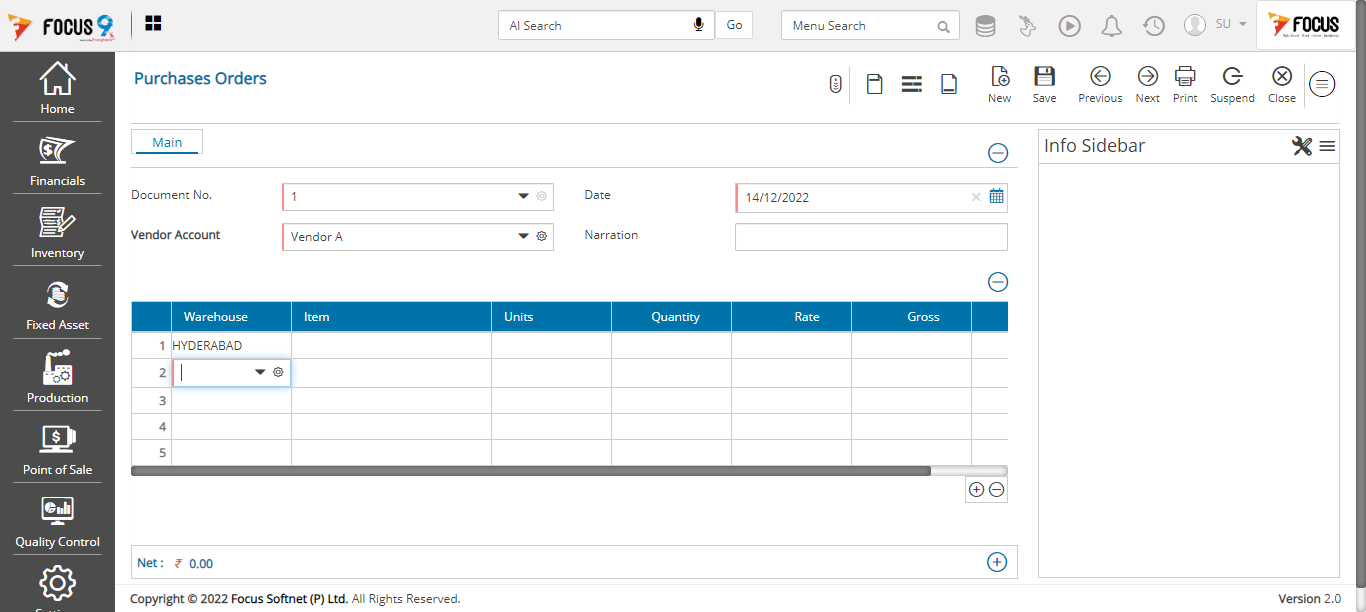 FOCUS 9
AI Search
Go
Menu Search
SU
FOCUS
Home
Financials
Inventory
Fixed Asset
Production
Point of Sale
Quality Control
Purchases Orders
New
Save
Previous
Next
Print
Suspend
Close
Main
Document No.
1
Date
14/12/2022
Vendor Account
Vendor A
Narration
Info Sidebar
Warehouse Item Units Quantity Rate Gross
1 HYDERABAD
2
3
4
5
Net : ₹ 0.00
Copyright © 2022 Focus Softnet (P) Ltd. All Rights Reserved.
Version 2.0